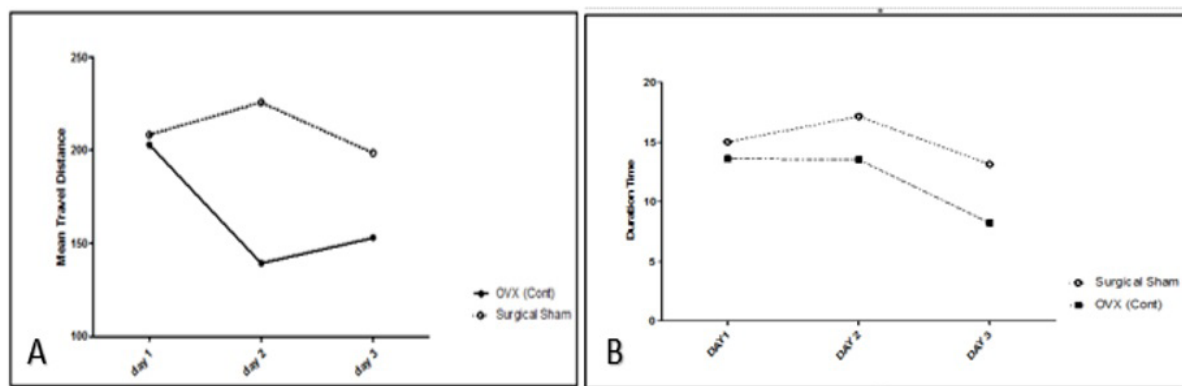 250
200
150
100
Mean Travel Distance
day 1
day 2
day 3
OVX (Cont)
Surgical Sham
A
20
15
10
5
0
Duration Time
DAY1
DAY 2
DAY 3
Surgical Sham
OVX (Cont)
B